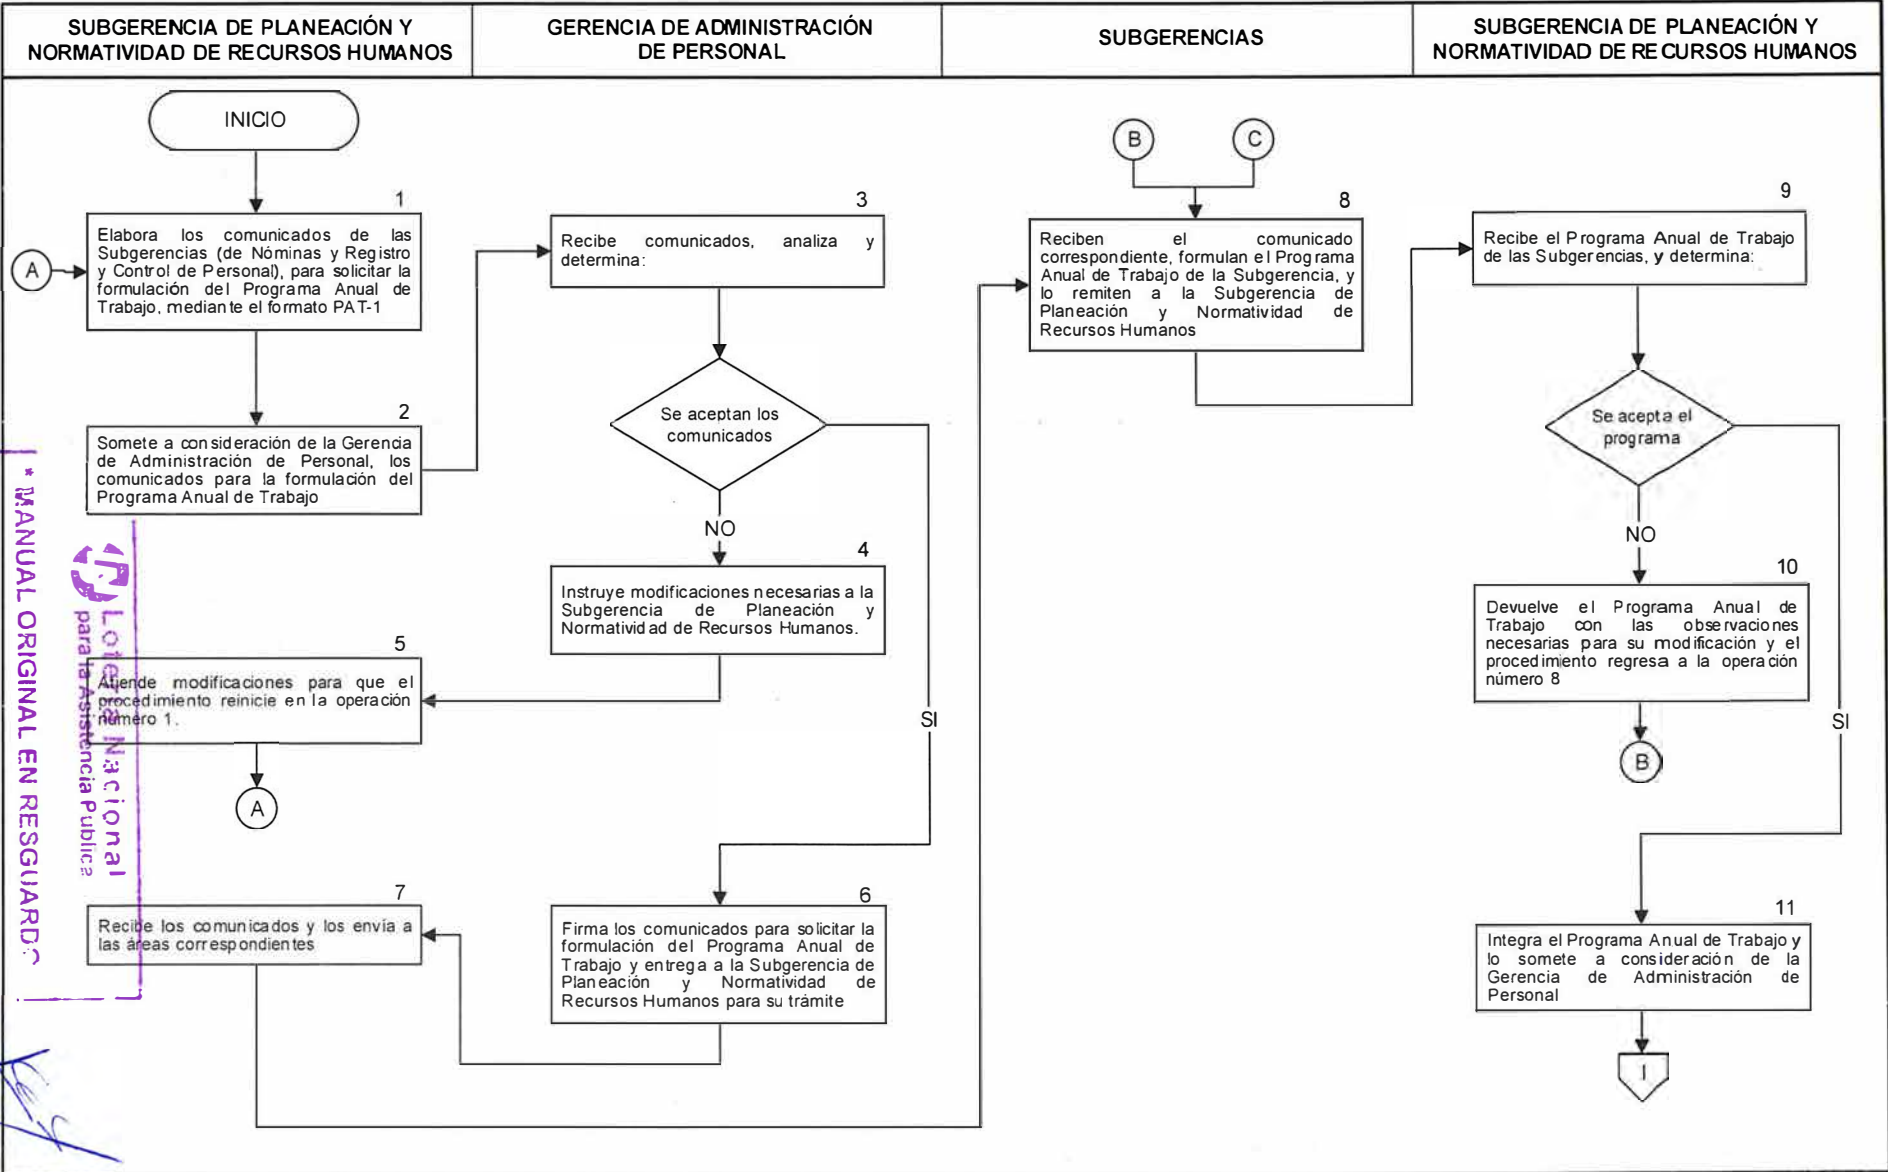 SUBGERENCIA DE PLANEACIÓN Y
NORMATIVIDAD DE RECURSOS HUMANOS
GERENCIA DE ADMINISTRACIÓN
DE PERSONAL
SUBGERENCIAS
SUBGERENCIA DE PLANEACIÓN Y
NORMATIVIDAD DE RECURSOS HUMANOS
INICIO
1
A
Elabora los comunicados de las
Subgerencias (de Nóminas y Registro
y Control de Personal), para solicitar la
formulación del Programa Anual de
Trabajo, mediante el formato PAT-1
2
Somete a consideración de la Gerencia
de Administración de Personal, los
comunicados para la formulación del
Programa Anual de Trabajo
3
Recibe comunicados, analiza y
determina:
Se aceptan los
comunicados
NO
SI
4
Instruye modificaciones necesarias a la
Subgerencia de Planeación y
Normatividad de Recursos Humanos.
5
Atiende modificaciones para que el
procedimiento reinicie en la operación
número 1.
A
6
Firma los comunicados para solicitar la
formulación del Programa Anual de
Trabajo y entrega a la Subgerencia de
Planeación y Normatividad de
Recursos Humanos para su trámite
7
Recibe los comunicados y los envía a
las áreas correspondientes
B
C
8
Reciben el comunicado
correspondiente, formulan el Programa
Anual de Trabajo de la Subgerencia, y
lo remiten a la Subgerencia de
Planeación y Normatividad de
Recursos Humanos
9
Recibe el Programa Anual de Trabajo
de las Subgerencias, y determina:
Se acepta el
programa
NO
SI
10
Devuelve el Programa Anual de
Trabajo con las observaciones
necesarias para su modificación y el
procedimiento regresa a la operación
número 8
B
11
Integra el Programa Anual de Trabajo y
lo somete a consideración de la
Gerencia de Administración de
Personal
I
Lotería Nacional
para la Asistencia Publica
* MANUAL ORIGINAL EN RESGUARDO